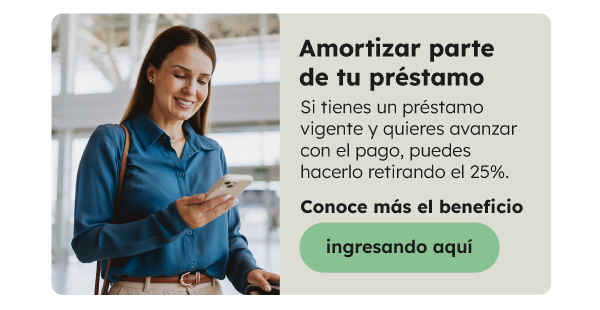 Amortizar parte
de tu préstamo
Si tienes un préstamo
vigente y quieres avanzar
con el pago, puedes
hacerlo retirando el 25%.
Conoce más el beneficio
ingresando aquí